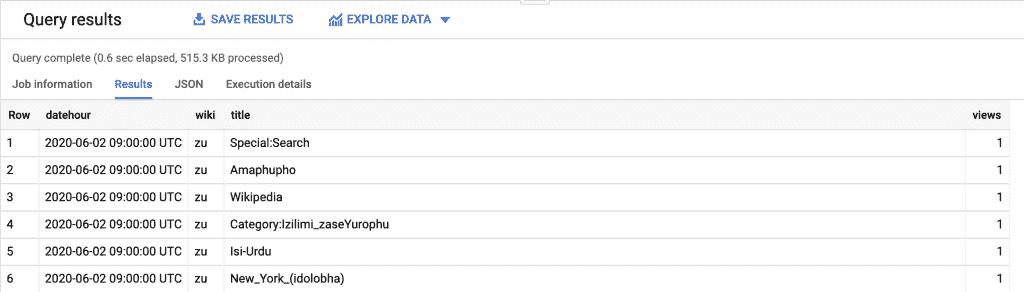 Query results SAVE RESULTS EXPLORE DATA
Query complete (0.6 sec elapsed, 515.3 KB processed)
Job information Results JSON Execution details
Row datehour wiki title views
1 2020-06-02 09:00:00 UTC zu Special:Search 1
2 2020-06-02 09:00:00 UTC zu Amaphupho 1
3 2020-06-02 09:00:00 UTC zu Wikipedia 1
4 2020-06-02 09:00:00 UTC zu Category:Izilimi_zaseYurophu 1
5 2020-06-02 09:00:00 UTC zu Isi-Urdu 1
6 2020-06-02 09:00:00 UTC zu New_York_(idolobha) 1